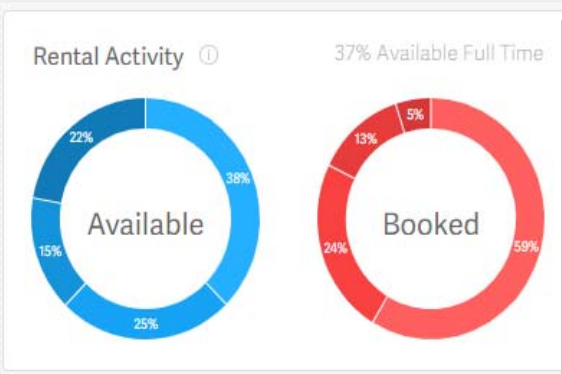 Rental Activity
37% Available Full Time
22%
38%
Available
15%
25%
5%
13%
Booked
24%
59%